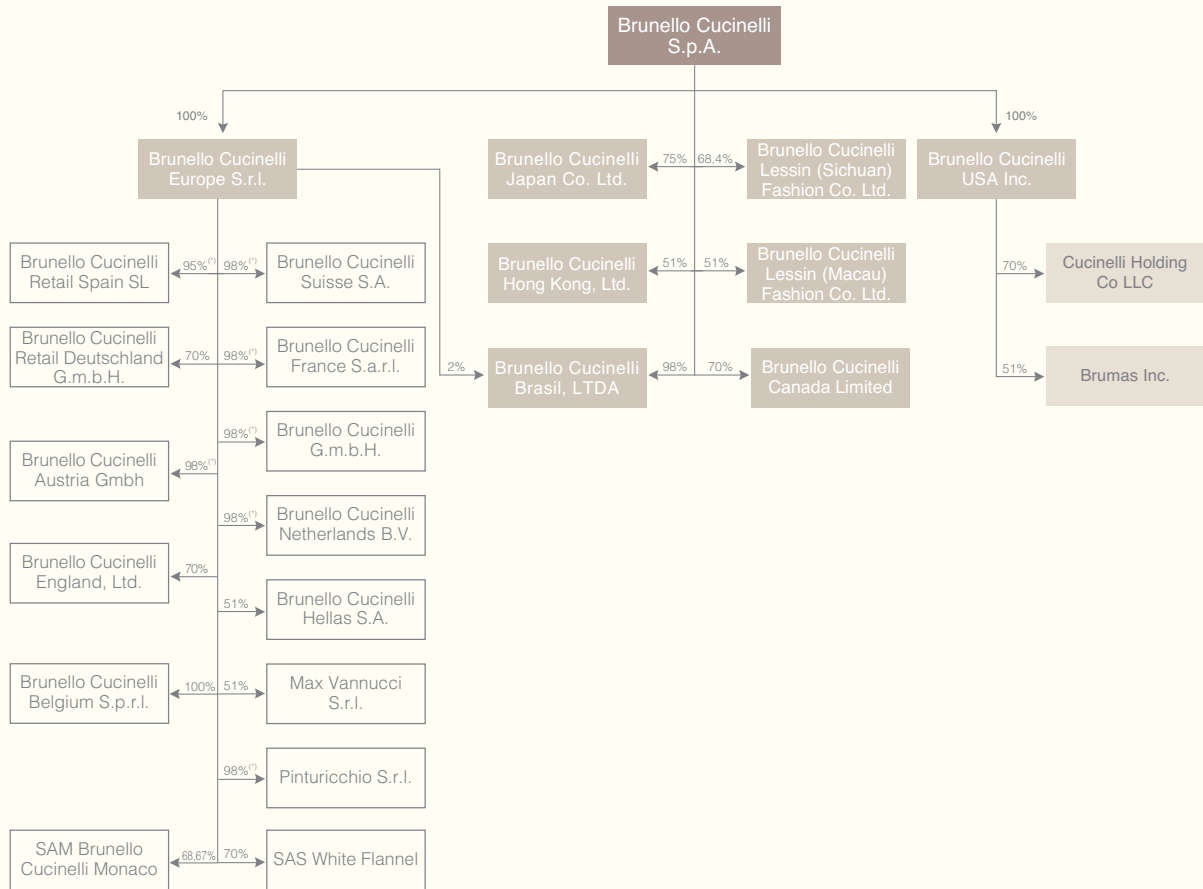 Brunello Cucinelli
S.p.A.
100%
100%
Brunello Cucinelli
Europe S.r.l.
Brunello Cucinelli
Japan Co. Ltd.
75%
68,4%
Brunello Cucinelli
Lessin (Sichuan)
Fashion Co. Ltd.
Brunello Cucinelli
USA Inc.
Brunello Cucinelli
Retail Spain SL
95%(*)
98%(*)
Brunello Cucinelli
Suisse S.A.
Brunello Cucinelli
Hong Kong, Ltd.
51%
51%
Brunello Cucinelli
Lessin (Macau)
Fashion Co. Ltd.
70%
Cucinelli Holding
Co LLC
Brunello Cucinelli
Retail Deutschland
G.m.b.H.
70%
98%(*)
Brunello Cucinelli
France S.a.r.l.
2%
Brunello Cucinelli
Brasil, LTDA
98%
70%
Brunello Cucinelli
Canada Limited
51%
Brumas Inc.
98%(*)
Brunello Cucinelli
G.m.b.H.
Brunello Cucinelli
Austria Gmbh
98%(*)
98%(*)
Brunello Cucinelli
Netherlands B.V.
Brunello Cucinelli
England, Ltd.
70%
51%
Brunello Cucinelli
Hellas S.A.
Brunello Cucinelli
Belgium S.p.r.l.
100%
51%
Max Vannucci
S.r.l.
98%(*)
Pinturicchio S.r.l.
SAM Brunello
Cucinelli Monaco
68,67%
70%
SAS White Flannel